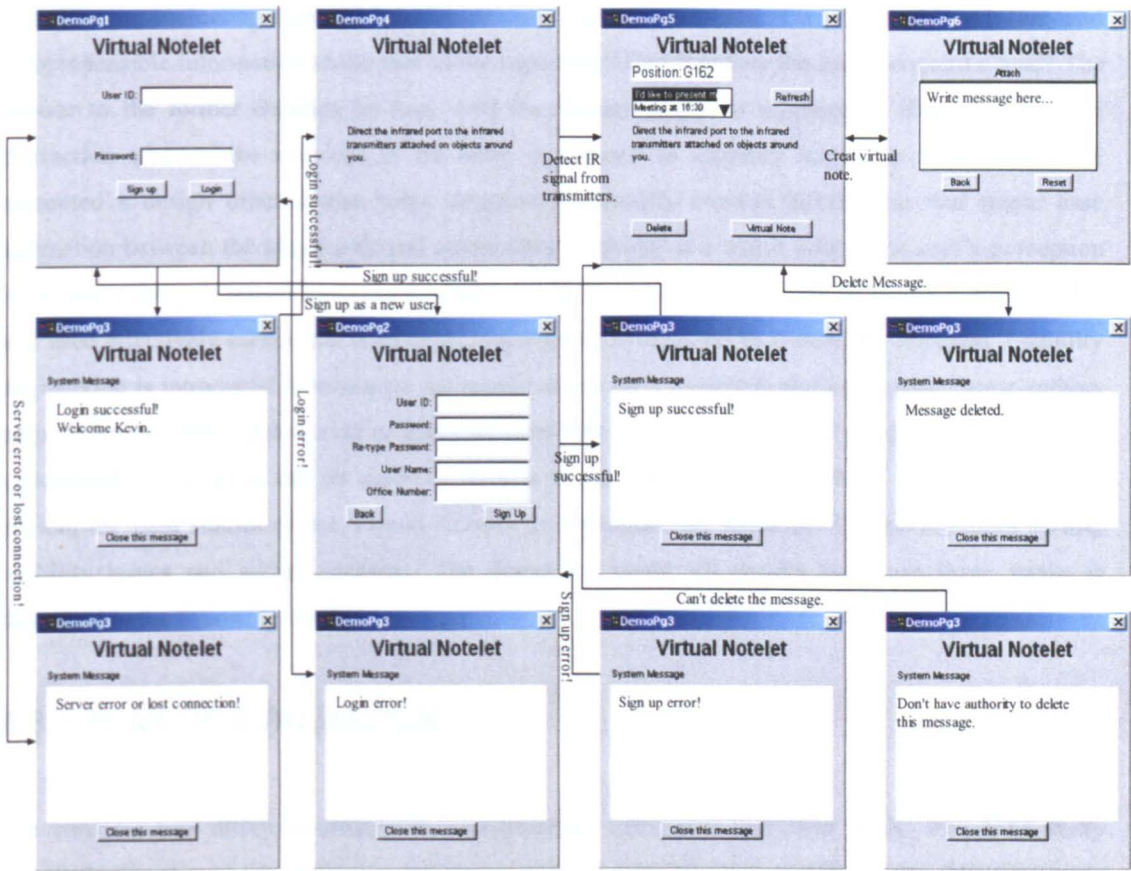 DemoPg1
Virtual Notelet
User ID:
Password:
Sign up
Login
DemoPg4
Virtual Notelet
Direct the infrared port to the infrared
transmitters attached on objects around
you.
Detect IR
signal from
transmitters.
DemoPg5
Virtual Notelet
Position:G162
I'd like to present m
Meeting at 16:30
Refresh
Direct the infrared port to the infrared
transmitters attached on objects around
you.
Delete
Virtual Note
Creat virtual
note.
DemoPg6
Virtual Notelet
Attach
Write message here...
Back
Reset
Login successful!
Sign up successful!
Delete Message.
Sign up as a new user.
Server error or lost connection!
Login error!
DemoPg3
Virtual Notelet
System Message
Login successful!
Welcome Kevin.
Close this message
DemoPg2
Virtual Notelet
User ID:
Password:
Re-type Password:
User Name:
Office Number:
Back
Sign Up
Sign up
successful!
DemoPg3
Virtual Notelet
System Message
Sign up successful!
Close this message
DemoPg3
Virtual Notelet
System Message
Message deleted.
Close this message
Sign up error!
Can't delete the message.
DemoPg3
Virtual Notelet
System Message
Server error or lost connection!
Close this message
DemoPg3
Virtual Notelet
System Message
Login error!
Close this message
DemoPg3
Virtual Notelet
System Message
Sign up error!
Close this message
DemoPg3
Virtual Notelet
System Message
Don't have authority to delete
this message.
Close this message